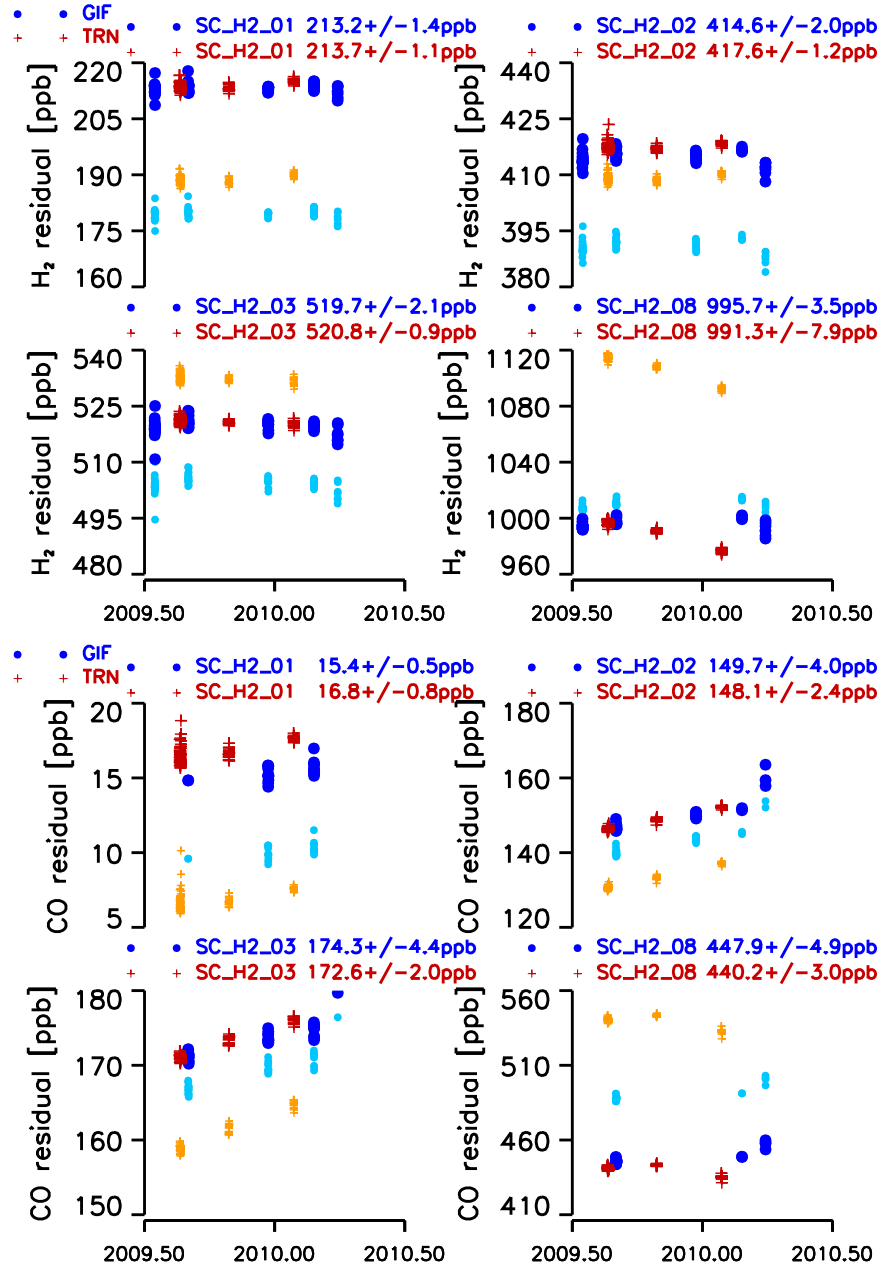 GIF
TRN
SC_H2_01 213.2+/-1.4ppb
SC_H2_01 213.7+/-1.1ppb
SC_H2_02 414.6+/-2.0ppb
SC_H2_02 417.6+/-1.2ppb
H₂ residual [ppb]
220
205
190
175
160
H₂ residual [ppb]
440
425
410
395
380
SC_H2_03 519.7+/-2.1ppb
SC_H2_03 520.8+/-0.9ppb
SC_H2_08 995.7+/-3.5ppb
SC_H2_08 991.3+/-7.9ppb
H₂ residual [ppb]
540
525
510
495
480
H₂ residual [ppb]
1120
1080
1040
1000
960
2009.50 2010.00 2010.50
2009.50 2010.00 2010.50
GIF
TRN
SC_H2_01 15.4+/-0.5ppb
SC_H2_01 16.8+/-0.8ppb
SC_H2_02 149.7+/-4.0ppb
SC_H2_02 148.1+/-2.4ppb
CO residual [ppb]
20
15
10
5
CO residual [ppb]
180
160
140
120
SC_H2_03 174.3+/-4.4ppb
SC_H2_03 172.6+/-2.0ppb
SC_H2_08 447.9+/-4.9ppb
SC_H2_08 440.2+/-3.0ppb
CO residual [ppb]
180
170
160
150
CO residual [ppb]
560
510
460
410
2009.50 2010.00 2010.50
2009.50 2010.00 2010.50